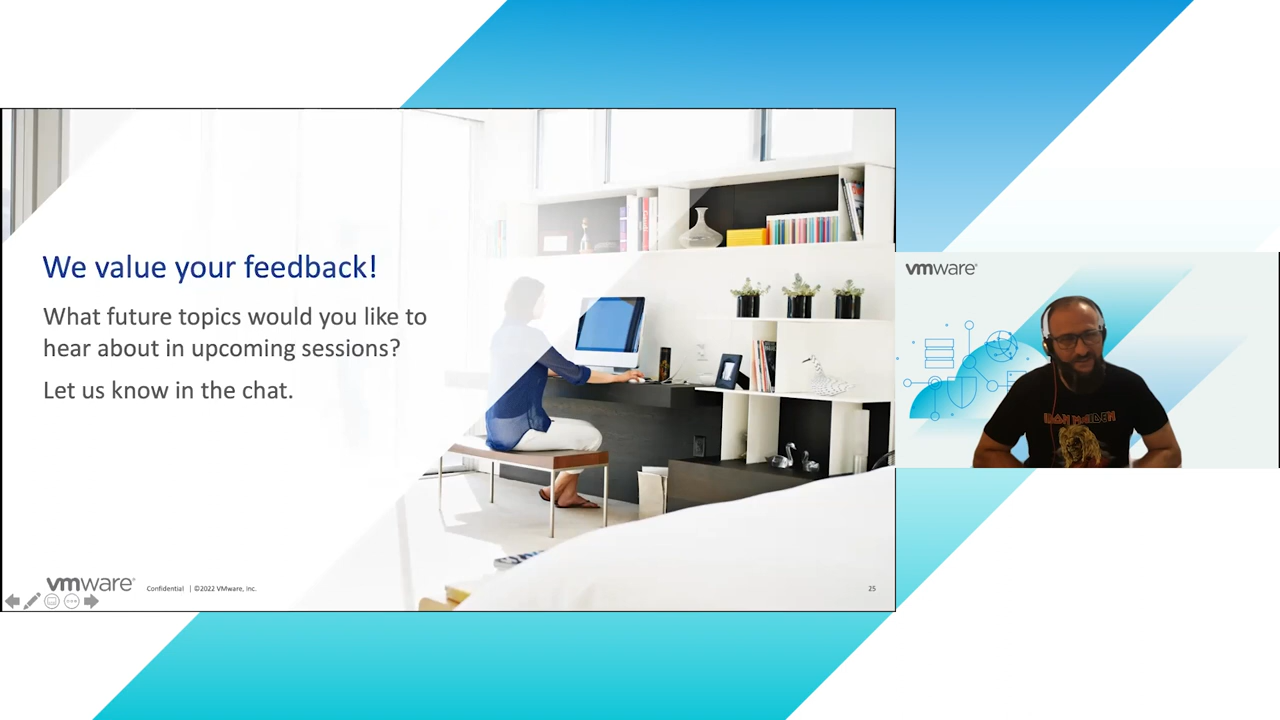 We value your feedback!
What future topics would you like to
hear about in upcoming sessions?
Let us know in the chat.
vmware®
Confidential | ©2022 VMware, Inc.
25
vmware®
IRON MAIDEN